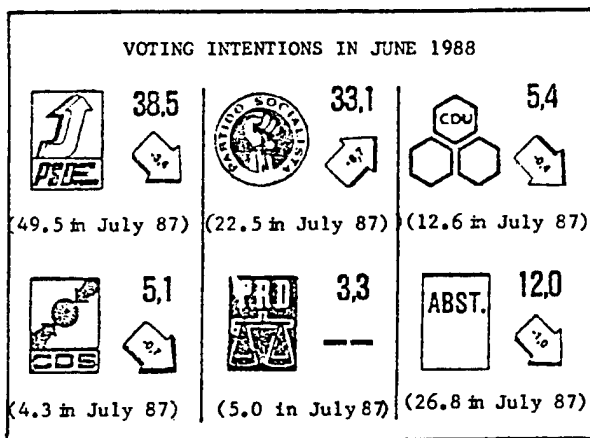 VOTING INTENTIONS IN JUNE 1988
PSD
38,5
(49.5 in July 87)
PARTIDO SOCIALISTA
33,1
(22.5 in July 87)
CDU
5,4
(12.6 in July 87)
CDS
5,1
(4.3 in July 87)
PRD
3,3
(5.0 in July 87)
ABST.
12,0
-1,0
(26.8 in July 87)